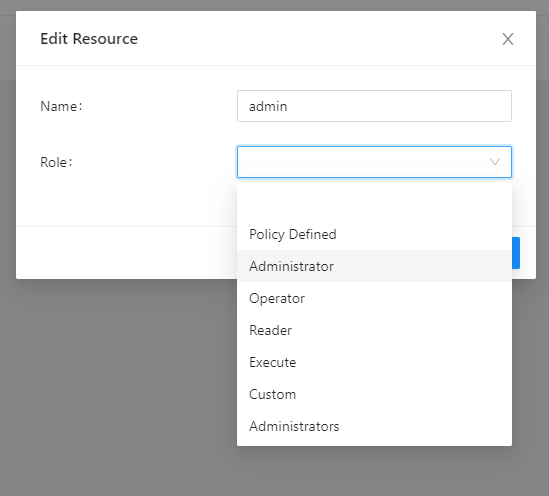 Edit Resource
Name:
admin
Role:
Policy Defined
Administrator
Operator
Reader
Execute
Custom
Administrators